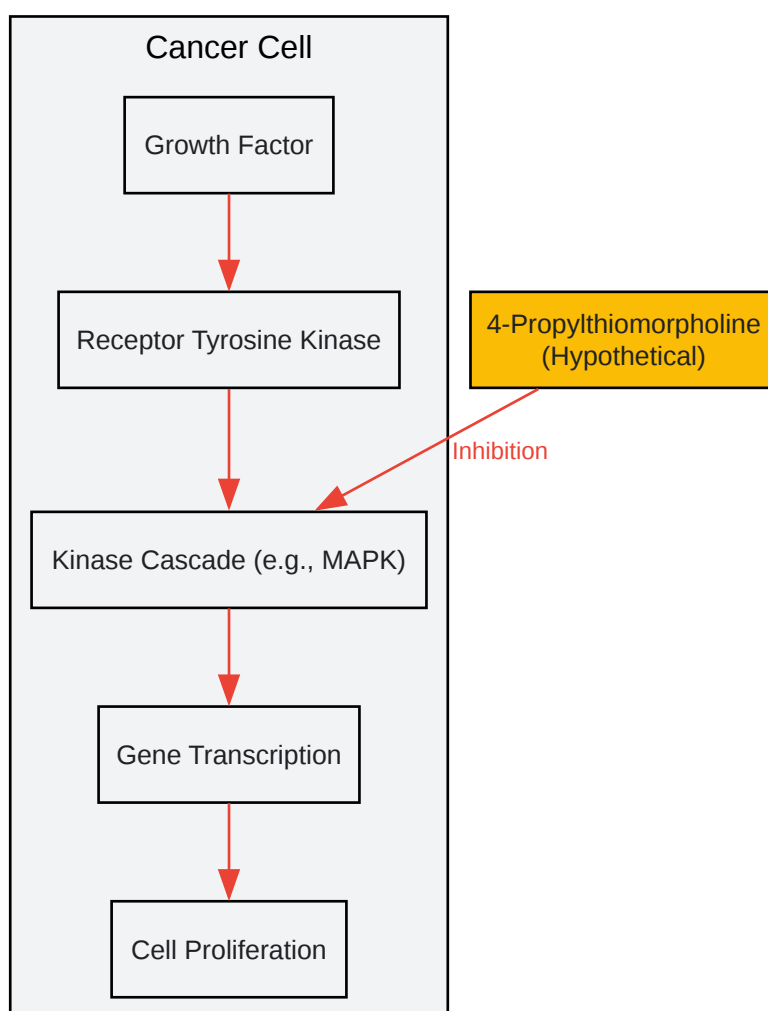 Cancer Cell
Growth Factor
Receptor Tyrosine Kinase
4-Propylthiomorpholine
(Hypothetical)
Inhibition
Kinase Cascade (e.g., MAPK)
Gene Transcription
Cell Proliferation